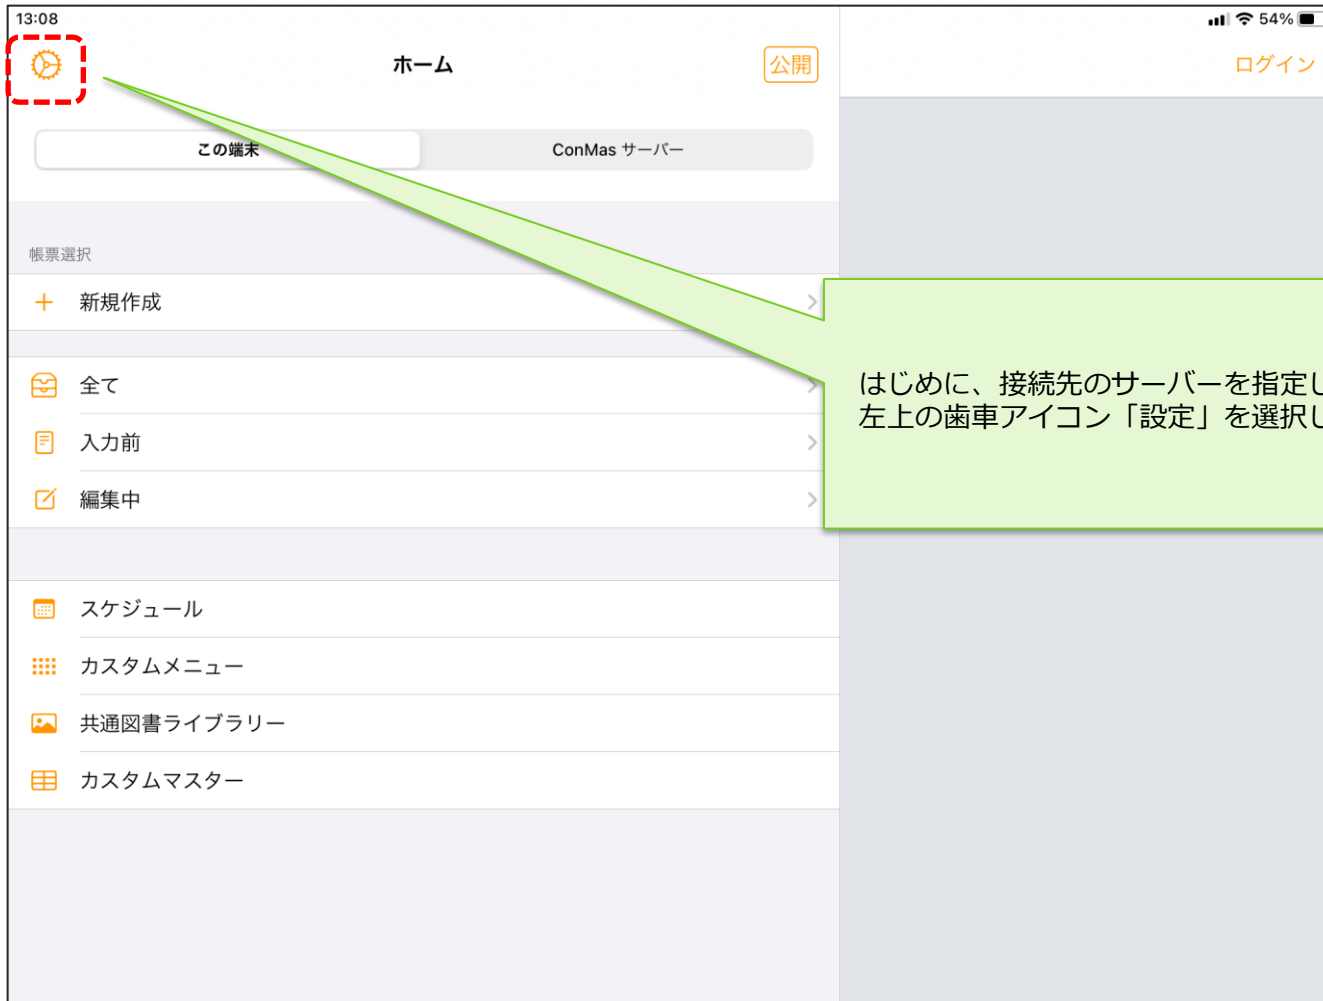 13:08
54%
ホーム
公開
ログイン
この端末
ConMas サーバー
帳票選択
新規作成
全て
入力前
編集中
はじめに、接続先のサーバーを指定し
左上の歯車アイコン「設定」を選択し
スケジュール
カスタムメニュー
共通図書ライブラリー
カスタムマスター